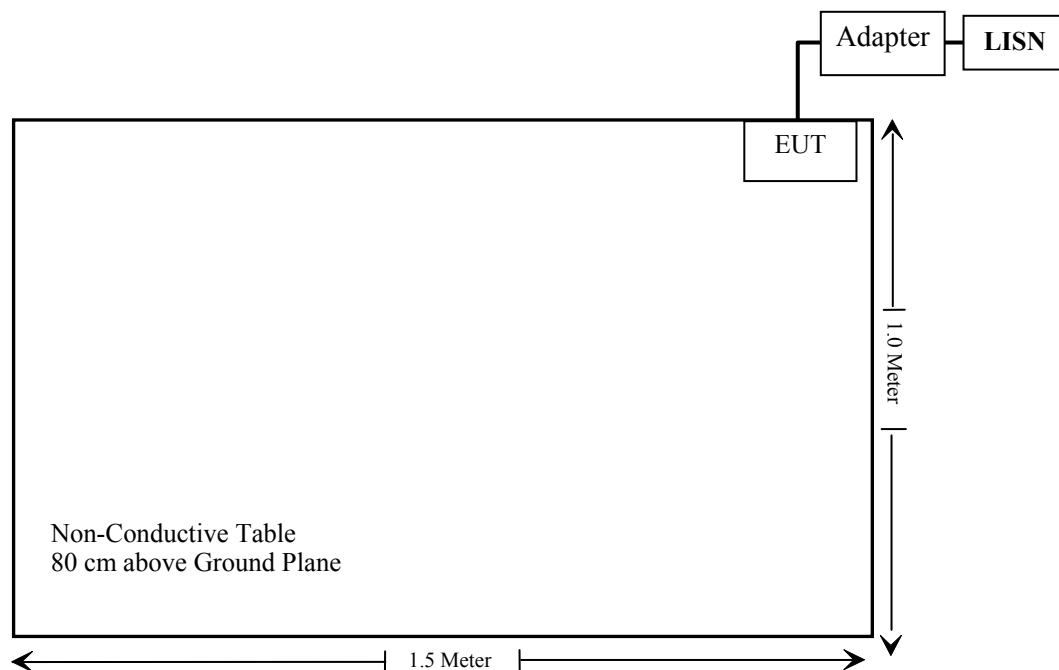 Adapter
LISN
EUT
1.0 Meter
Non-Conductive Table
80 cm above Ground Plane
1.5 Meter